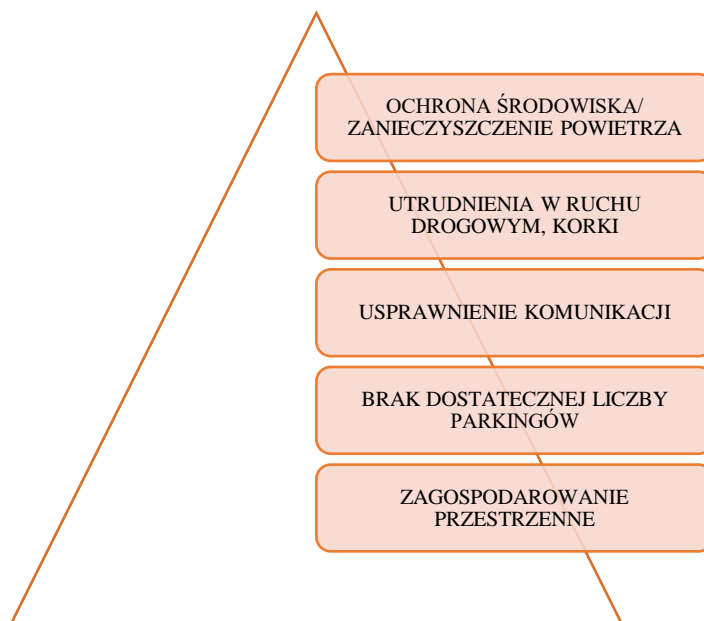 OCHRONA ŚRODOWISKA/
ZANIECZYSZCZENIE POWIETRZA
UTRUDNIENIA W RUCHU
DROGOWYM, KORKI
USPRAWNIENIE KOMUNIKACJI
BRAK DOSTATECZNEJ LICZBY
PARKINGÓW
ZAGOSPODAROWANIE
PRZESTRZENNE